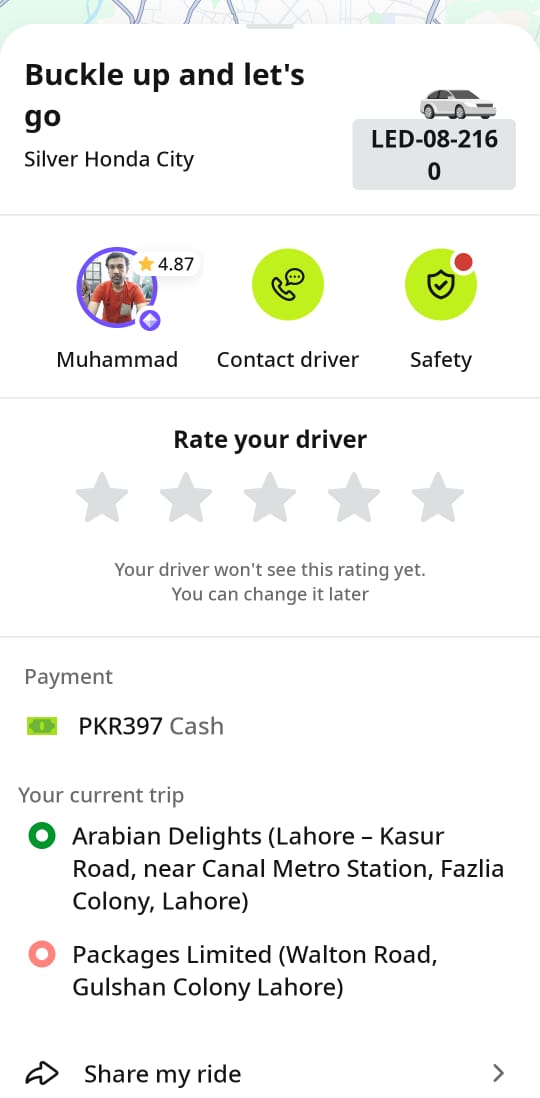 Buckle up and let's
go
Silver Honda City
LED-08-216
0
4.87
Muhammad
Contact driver
Safety
Rate your driver
Your driver won't see this rating yet.
You can change it later
Payment
PKR397 Cash
Your current trip
Arabian Delights (Lahore – Kasur
Road, near Canal Metro Station, Fazlia
Colony, Lahore)
Packages Limited (Walton Road,
Gulshan Colony Lahore)
Share my ride